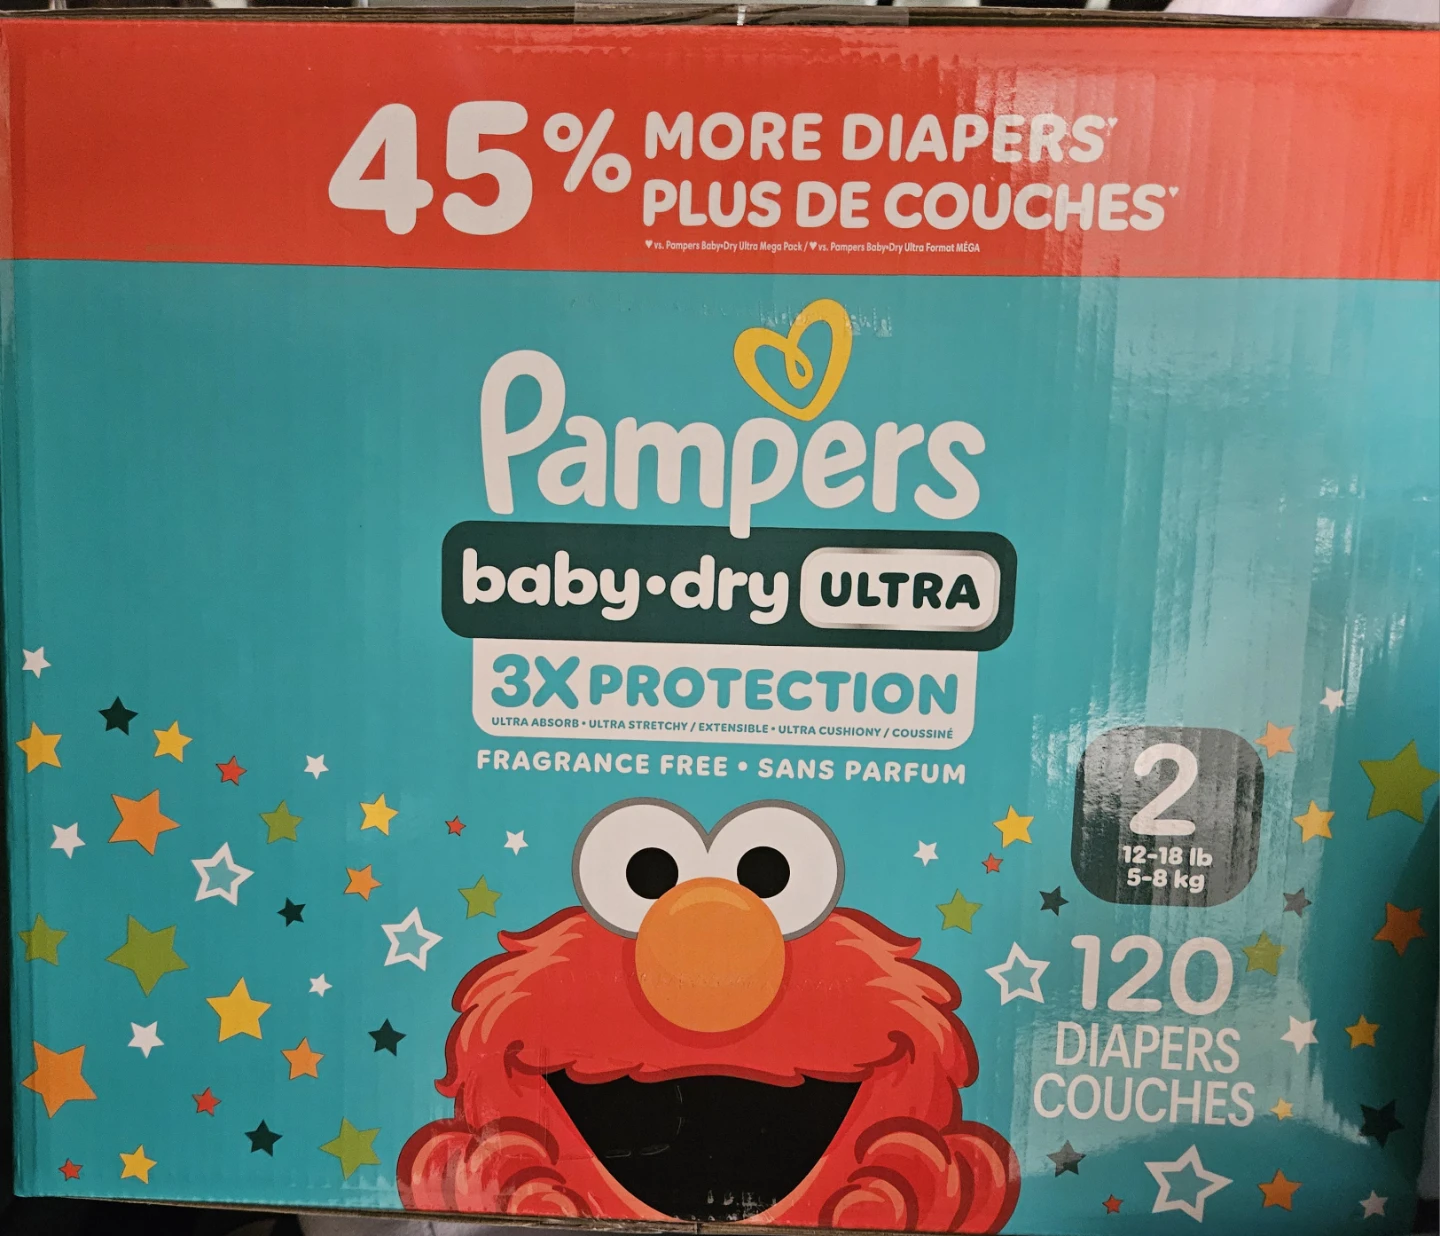 45% MORE DIAPERS♥
PLUS DE COUCHES♥
♥ vs. Pampers Baby•Dry Ultra Mega Pack / ♥ vs. Pampers Baby•Dry Ultra Format MÉGA
Pampers
baby•dry ULTRA
3X PROTECTION
ULTRA ABSORB • ULTRA STRETCHY / EXTENSIBLE • ULTRA CUSHIONY / COUSSINÉ
FRAGRANCE FREE • SANS PARFUM
2
12-18 lb
5-8 kg
120
DIAPERS
COUCHES